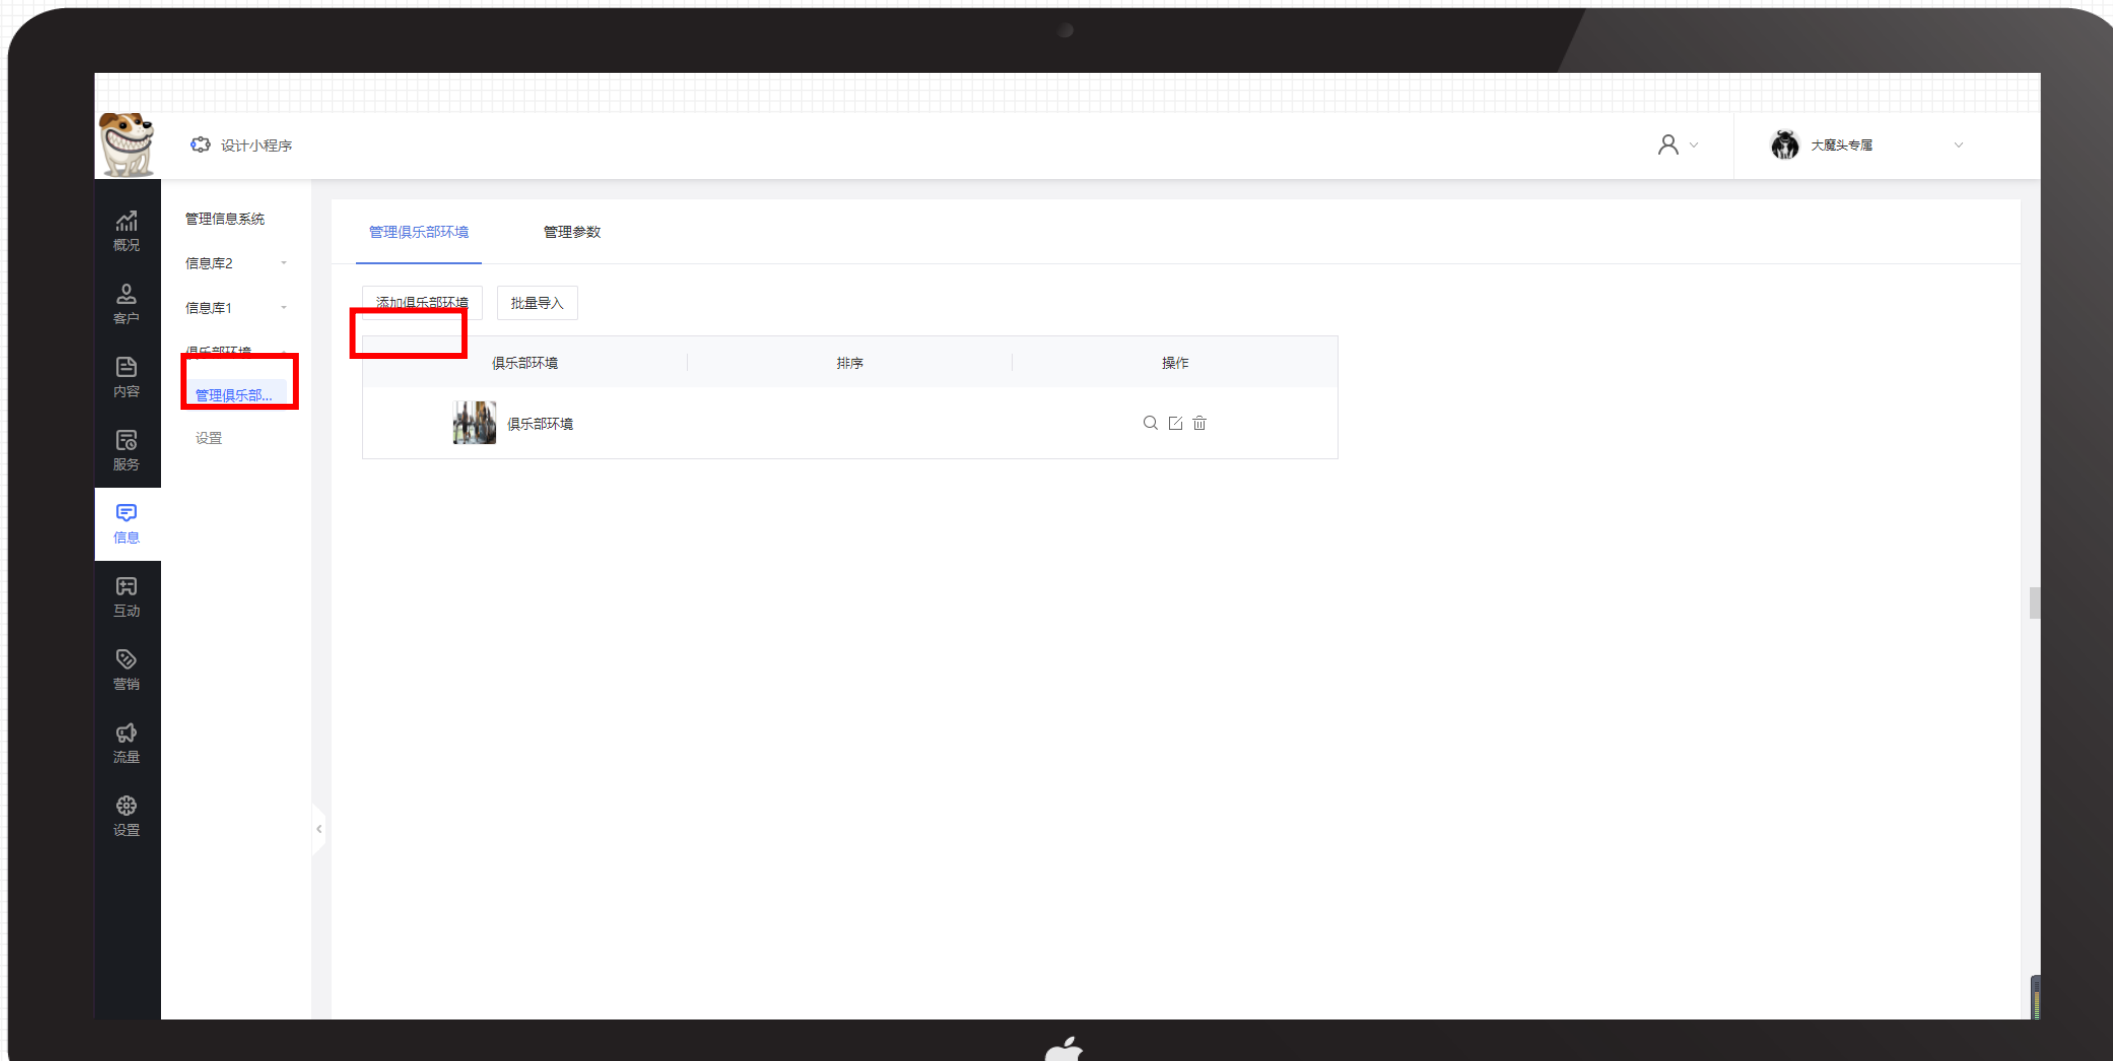 设计小程序
大魔头专属
概况
客户
内容
服务
信息
互动
营销
流量
设置
管理信息系统
信息库2
信息库1
俱乐部环境
管理俱乐部...
设置
管理俱乐部环境 管理参数
添加俱乐部环境 批量导入
俱乐部环境 排序 操作
俱乐部环境